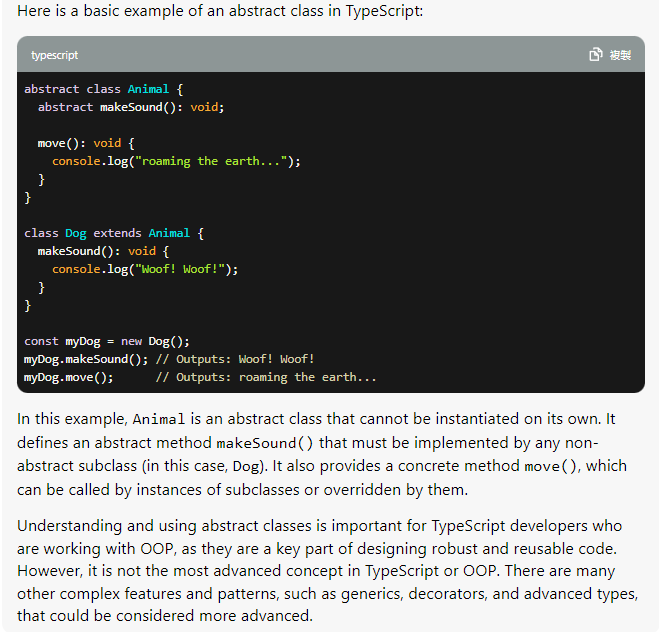 Here is a basic example of an abstract class in TypeScript:
typescript
複製
abstract class Animal {
  abstract makeSound(): void;

  move(): void {
    console.log("roaming the earth...");
  }
}

class Dog extends Animal {
  makeSound(): void {
    console.log("Woof! Woof!");
  }
}

const myDog = new Dog();
myDog.makeSound(); // Outputs: Woof! Woof!
myDog.move();      // Outputs: roaming the earth...
In this example, Animal is an abstract class that cannot be instantiated on its own. It
defines an abstract method makeSound() that must be implemented by any non-
abstract subclass (in this case, Dog). It also provides a concrete method move(), which
can be called by instances of subclasses or overridden by them.
Understanding and using abstract classes is important for TypeScript developers who
are working with OOP, as they are a key part of designing robust and reusable code.
However, it is not the most advanced concept in TypeScript or OOP. There are many
other complex features and patterns, such as generics, decorators, and advanced types,
that could be considered more advanced.